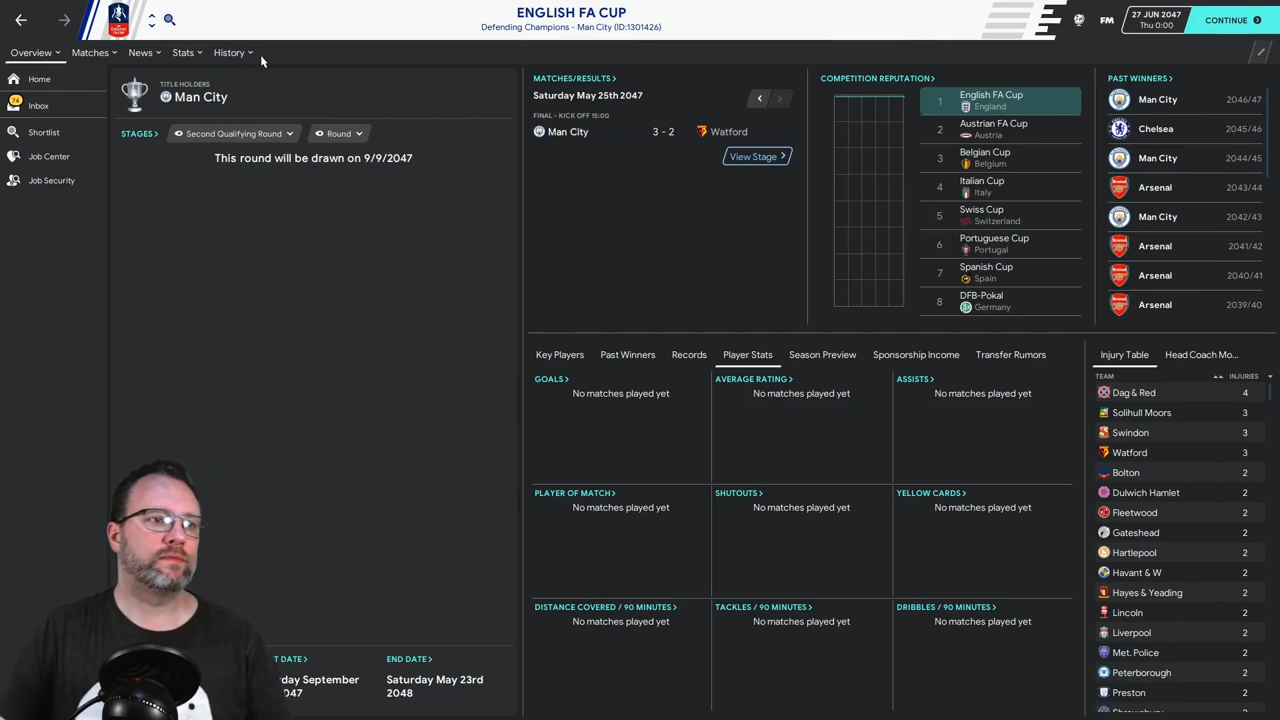 ENGLISH FA CUP
Defending Champions - Man City (ID:1301426)
FM
27 JUN 2047
Thu 0:00
CONTINUE
Overview
Matches
News
Stats
History
Home
74
Inbox
Shortlist
Job Center
Job Security
TITLE HOLDERS
Man City
STAGES
Second Qualifying Round
Round
This round will be drawn on 9/9/2047
T DATE
rday September
047
END DATE
Saturday May 23rd
2048
MATCHES/RESULTS
Saturday May 25th 2047
FINAL - KICK OFF 15:00
Man City 3 - 2 Watford
View Stage
COMPETITION REPUTATION
1 English FA Cup
England
2 Austrian FA Cup
Austria
3 Belgian Cup
Belgium
4 Italian Cup
Italy
5 Swiss Cup
Switzerland
6 Portuguese Cup
Portugal
7 Spanish Cup
Spain
8 DFB-Pokal
Germany
PAST WINNERS
Man City 2046/47
Chelsea 2045/46
Man City 2044/45
Arsenal 2043/44
Man City 2042/43
Arsenal 2041/42
Arsenal 2040/41
Arsenal 2039/40
Key Players
Past Winners
Records
Player Stats
Season Preview
Sponsorship Income
Transfer Rumors
GOALS
No matches played yet
AVERAGE RATING
No matches played yet
ASSISTS
No matches played yet
PLAYER OF MATCH
No matches played yet
SHUTOUTS
No matches played yet
YELLOW CARDS
No matches played yet
DISTANCE COVERED / 90 MINUTES
No matches played yet
TACKLES / 90 MINUTES
No matches played yet
DRIBBLES / 90 MINUTES
No matches played yet
Injury Table
Head Coach Mo...
TEAM INJURIES
Dag & Red 4
Solihull Moors 3
Swindon 3
Watford 3
Bolton 2
Dulwich Hamlet 2
Fleetwood 2
Gateshead 2
Hartlepool 2
Havant & W 2
Hayes & Yeading 2
Lincoln 2
Liverpool 2
Met. Police 2
Peterborough 2
Preston 2